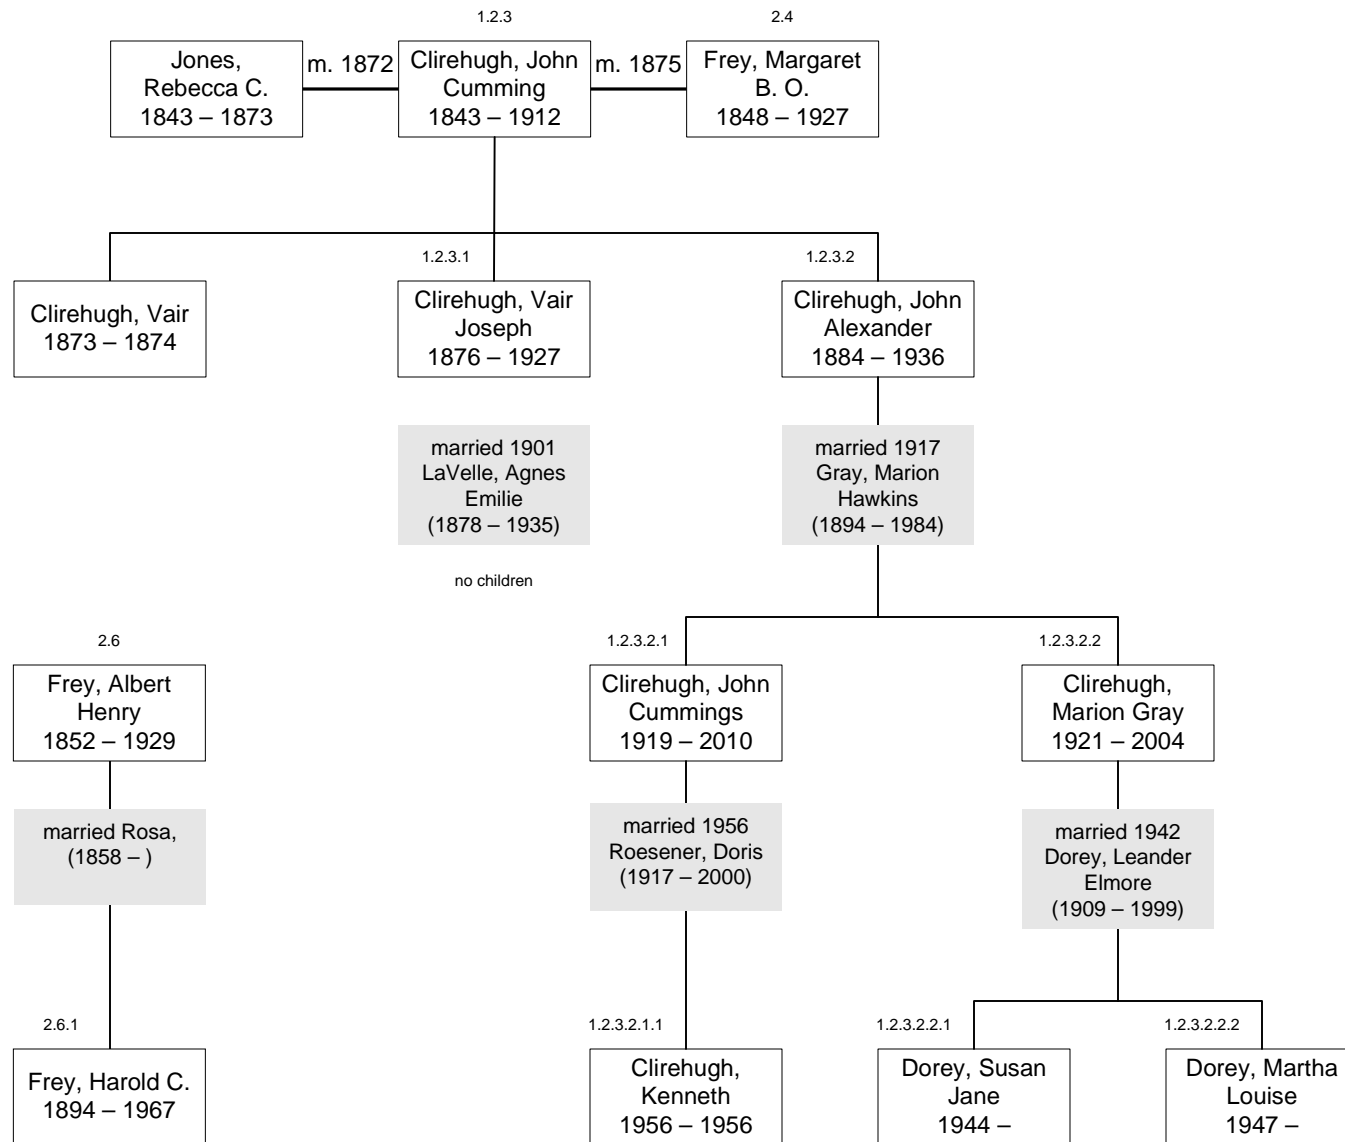 1.2.3
2.4
Jones,
Rebecca C.
1843 – 1873
m. 1872
Clirehugh, John
Cumming
1843 – 1912
m. 1875
Frey, Margaret
B. O.
1848 – 1927
1.2.3.1
1.2.3.2
Clirehugh, Vair
1873 – 1874
Clirehugh, Vair
Joseph
1876 – 1927
Clirehugh, John
Alexander
1884 – 1936
married 1901
LaVelle, Agnes
Emilie
(1878 – 1935)
married 1917
Gray, Marion
Hawkins
(1894 – 1984)
no children
2.6
1.2.3.2.1
1.2.3.2.2
Frey, Albert
Henry
1852 – 1929
Clirehugh, John
Cummings
1919 – 2010
Clirehugh,
Marion Gray
1921 – 2004
married Rosa,
(1858 – )
married 1956
Roesener, Doris
(1917 – 2000)
married 1942
Dorey, Leander
Elmore
(1909 – 1999)
2.6.1
1.2.3.2.1.1
1.2.3.2.2.1
1.2.3.2.2.2
Frey, Harold C.
1894 – 1967
Clirehugh,
Kenneth
1956 – 1956
Dorey, Susan
Jane
1944 –
Dorey, Martha
Louise
1947 –